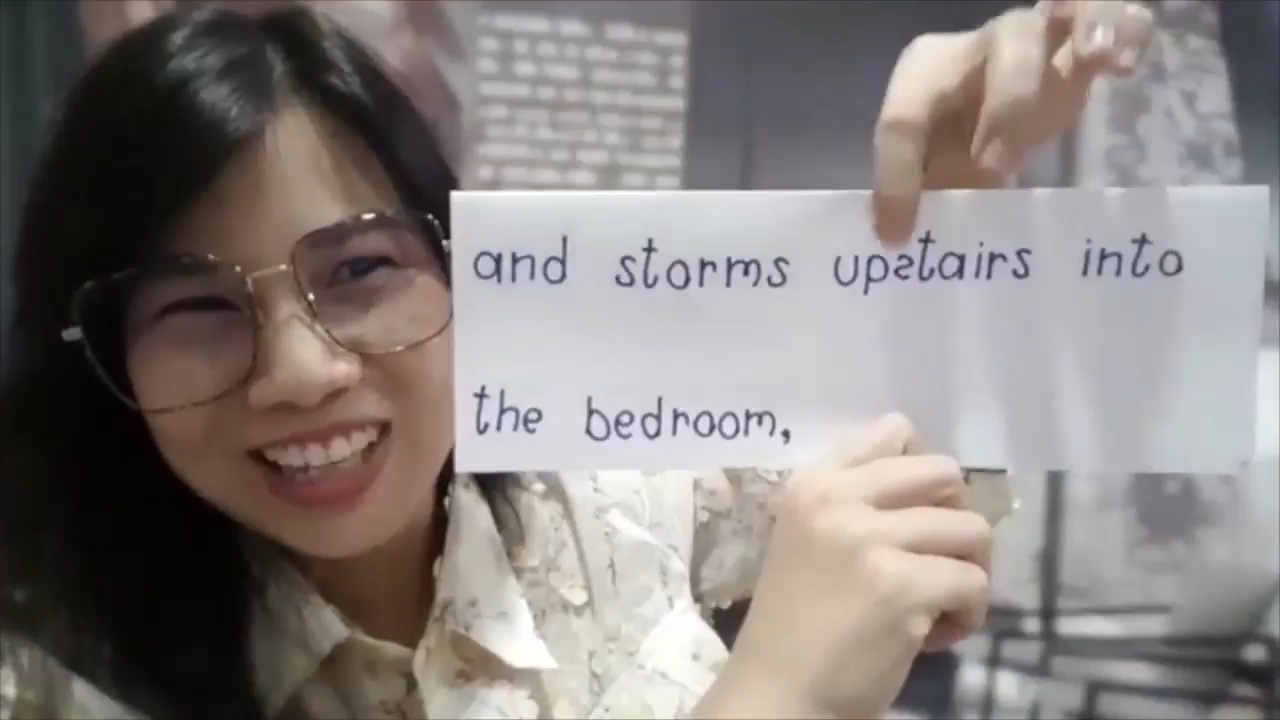 and storms upstairs into
the bedroom,